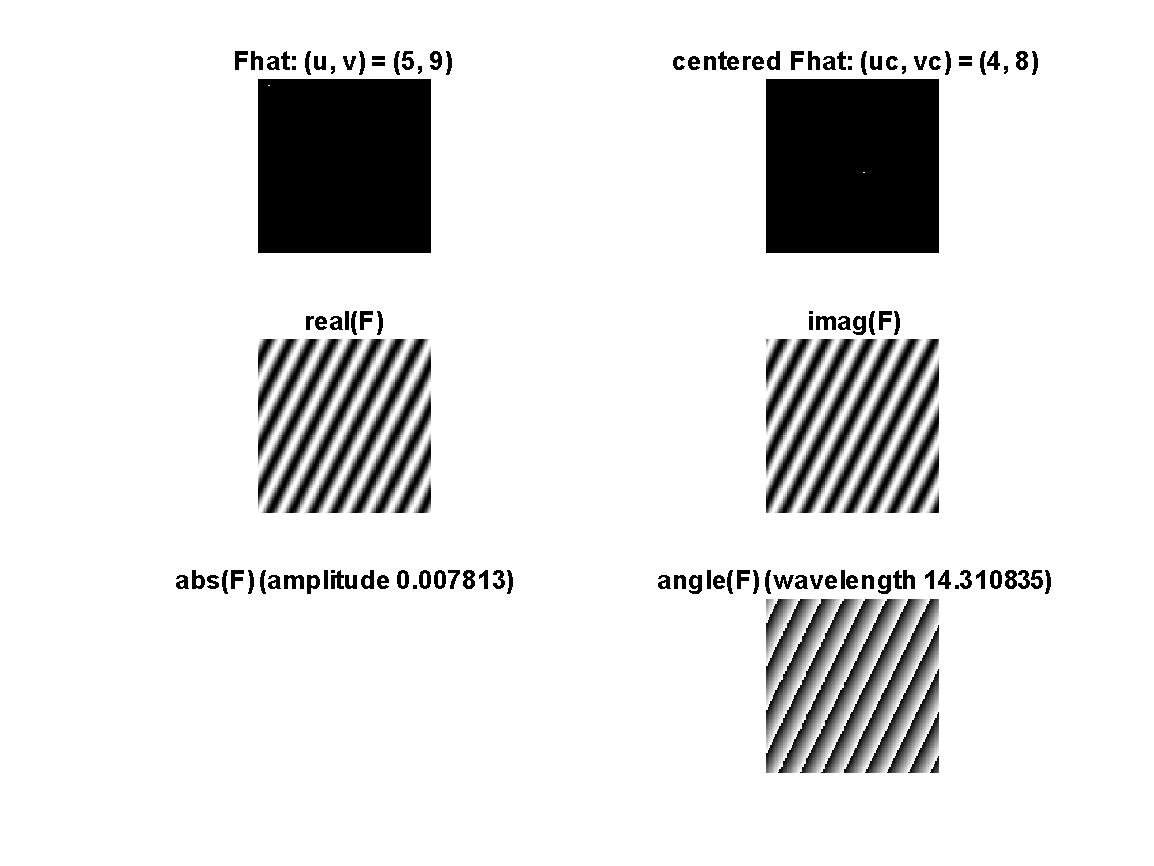 Fhat: (u, v) = (5, 9)
centered Fhat: (uc, vc) = (4, 8)
real(F)
imag(F)
abs(F) (amplitude 0.007813)
angle(F) (wavelength 14.310835)